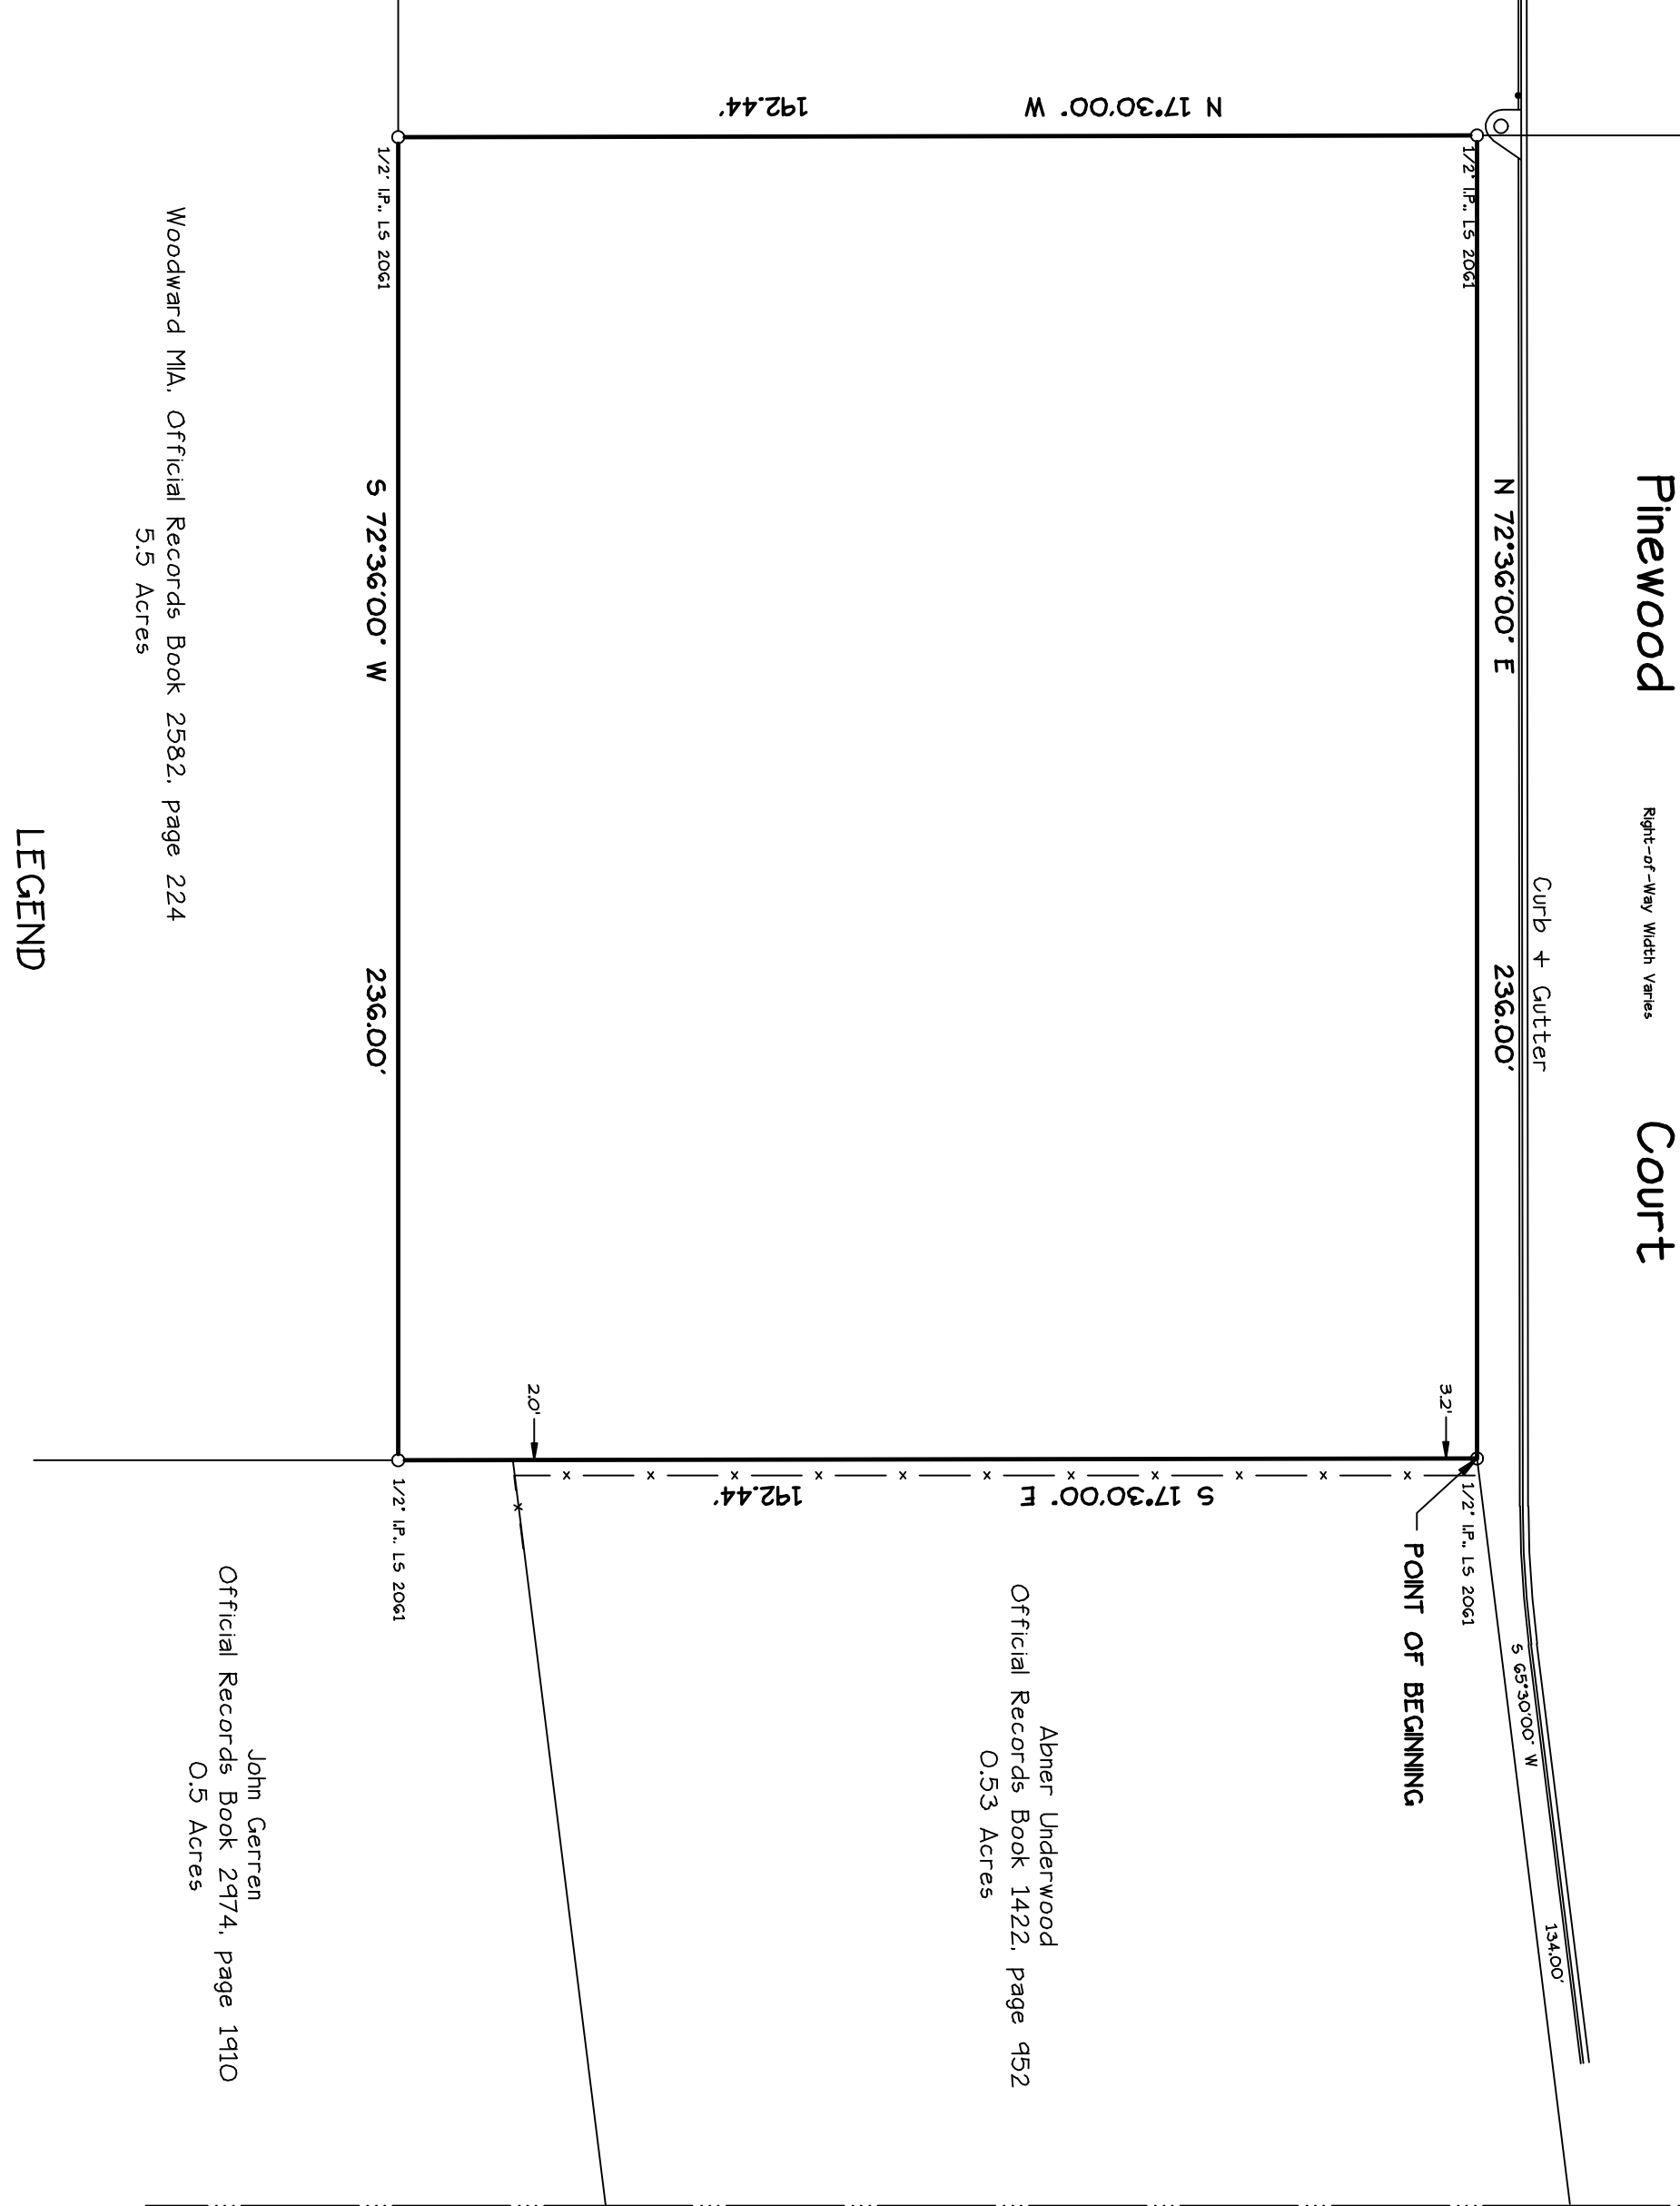 Pinewood Right-of-Way Width Varies Court
Curb + Gutter
N 72°36'00" E 236.00'
S 65°30'00" W 134.00'
1/2" I.P., LS 2061
1/2" I.P., LS 2061
3.2'
POINT OF BEGINNING
N 17°30'00" W
192.44'
S 17°30'00" E
192.44'
Abner Underwood
Official Records Book 1422, page 952
0.53 Acres
2.0'
1/2" I.P., LS 2061
1/2" I.P., LS 2061
S 72°36'00" W 236.00'
John Gerren
Official Records Book 2974, page 1910
0.5 Acres
Woodward MIA, Official Records Book 2582, page 224
5.5 Acres
LEGEND